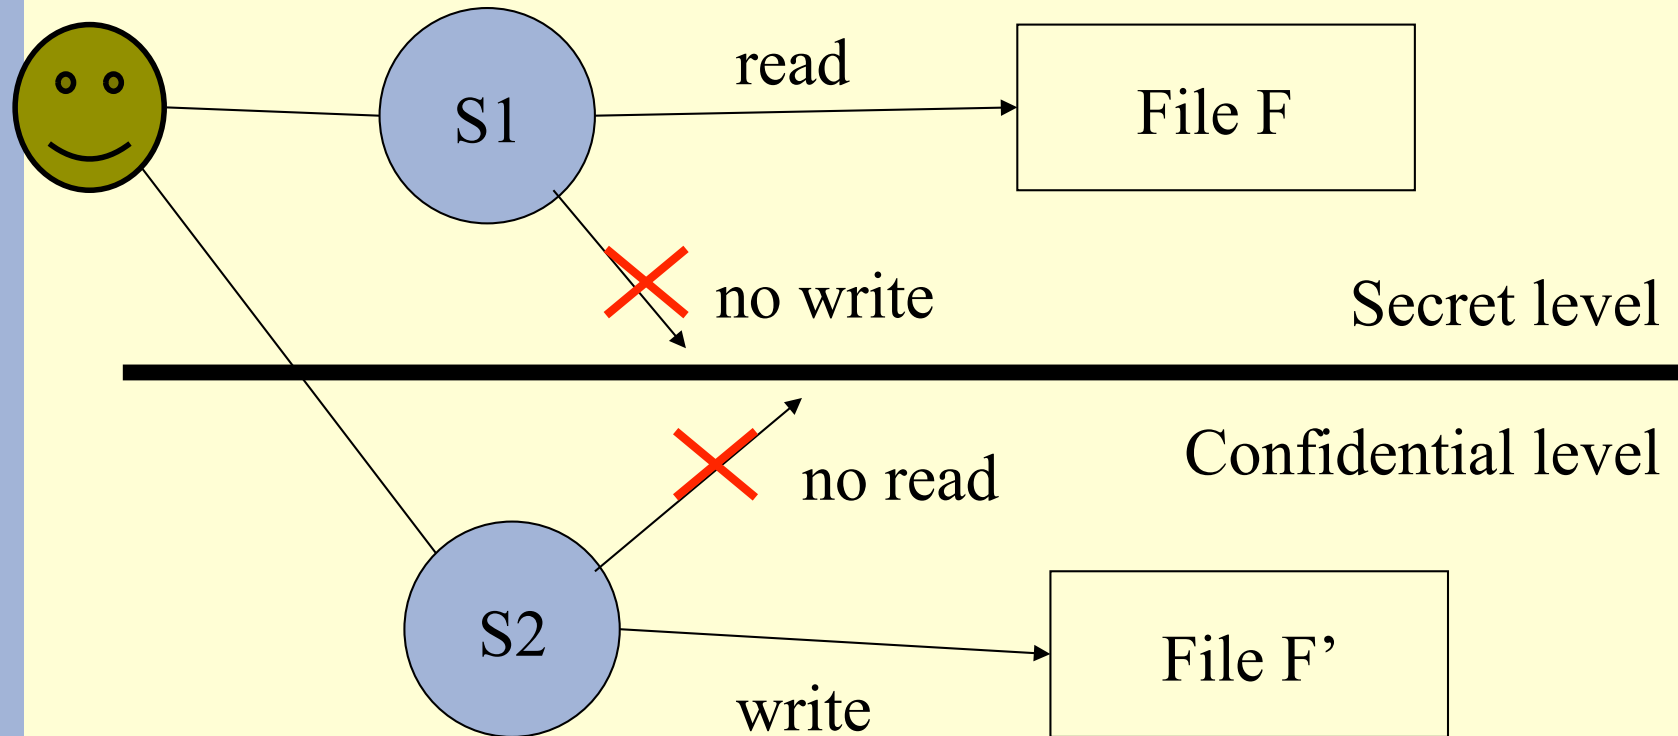 read
S1
File F
no write
Secret level
Confidential level
no read
S2
File F’
write